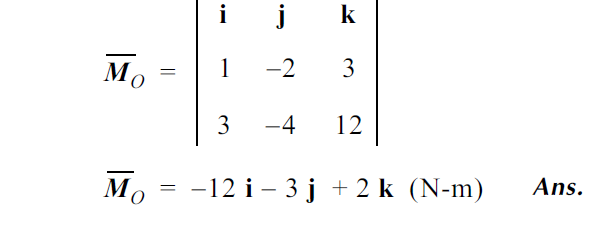 i j k
M̅_O = 1 –2 3
3 –4 12
M̅_O = –12 i – 3 j + 2 k (N-m) Ans.